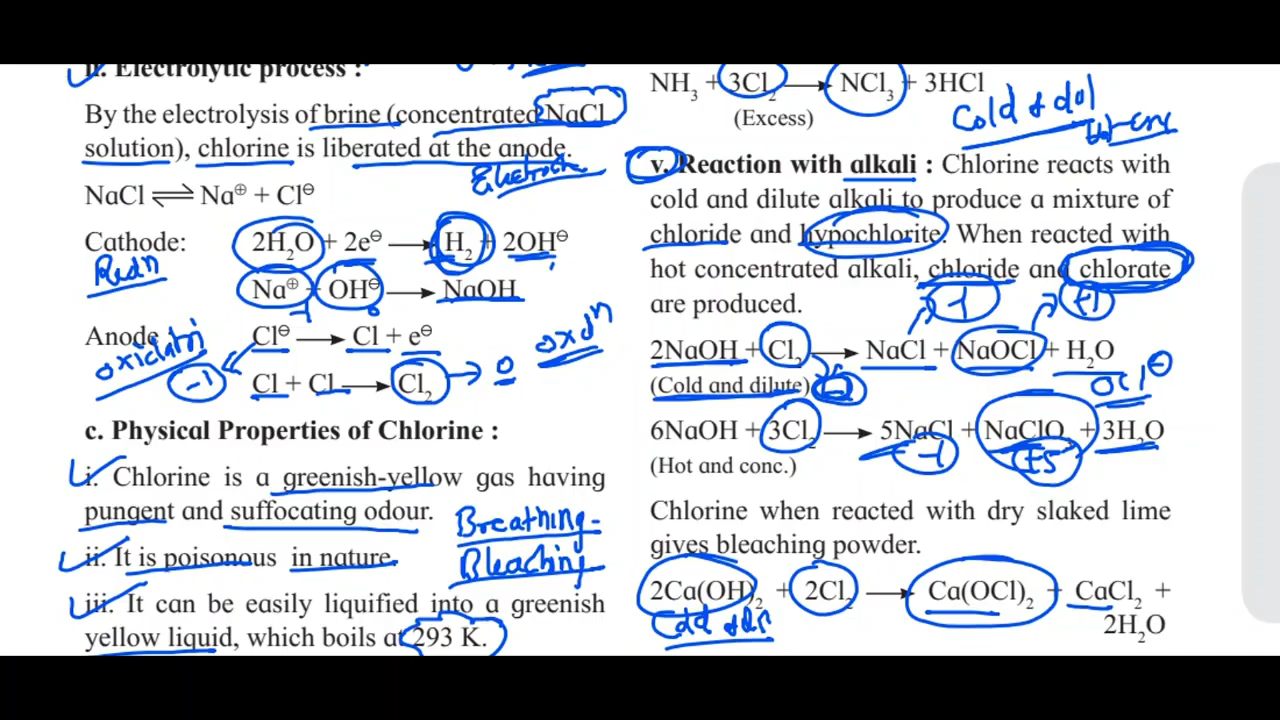 ii. Electrolytic process :
By the electrolysis of brine (concentrated NaCl
solution), chlorine is liberated at the anode.
NaCl ⇌ Na⊕ + Cl⊖
Cathode:
2H₂O + 2e⊖ → H₂ + 2OH⊖
Redn
Na⊕ + OH⊖ → NaOH
-1
0
Anode
Cl⊖ → Cl + e⊖
oxdn
oxidation
-1
Cl + Cl → Cl₂ → 0
c. Physical Properties of Chlorine :
i. Chlorine is a greenish-yellow gas having
pungent and suffocating odour.
Breathing-
Bleaching
ii. It is poisonous in nature.
iii. It can be easily liquified into a greenish
yellow liquid, which boils at 293 K.
NH₃ + 3Cl₂ → NCl₃ + 3HCl
(Excess)
Cold & dil
v. Reaction with alkali : Chlorine reacts with
cold and dilute alkali to produce a mixture of
chloride and hypochlorite. When reacted with
hot concentrated alkali, chloride and chlorate
are produced.
-1
+1
2NaOH + Cl₂ → NaCl + NaOCl + H₂O
(Cold and dilute)
OCl⊖
6NaOH + 3Cl₂ → 5NaCl + NaClO₃ + 3H₂O
(Hot and conc.)
-1
+5
Chlorine when reacted with dry slaked lime
gives bleaching powder.
2Ca(OH)₂ + 2Cl₂ → Ca(OCl)₂ + CaCl₂ +
2H₂O